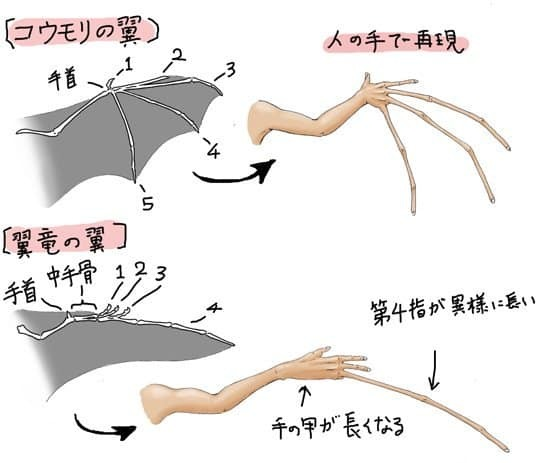 [コウモリの翼]
人の手で再現
手首
1
2
3
4
5
[翼竜の翼]
手首
中手骨
1 2 3
4
第4指が異様に長い
手の甲が長くなる